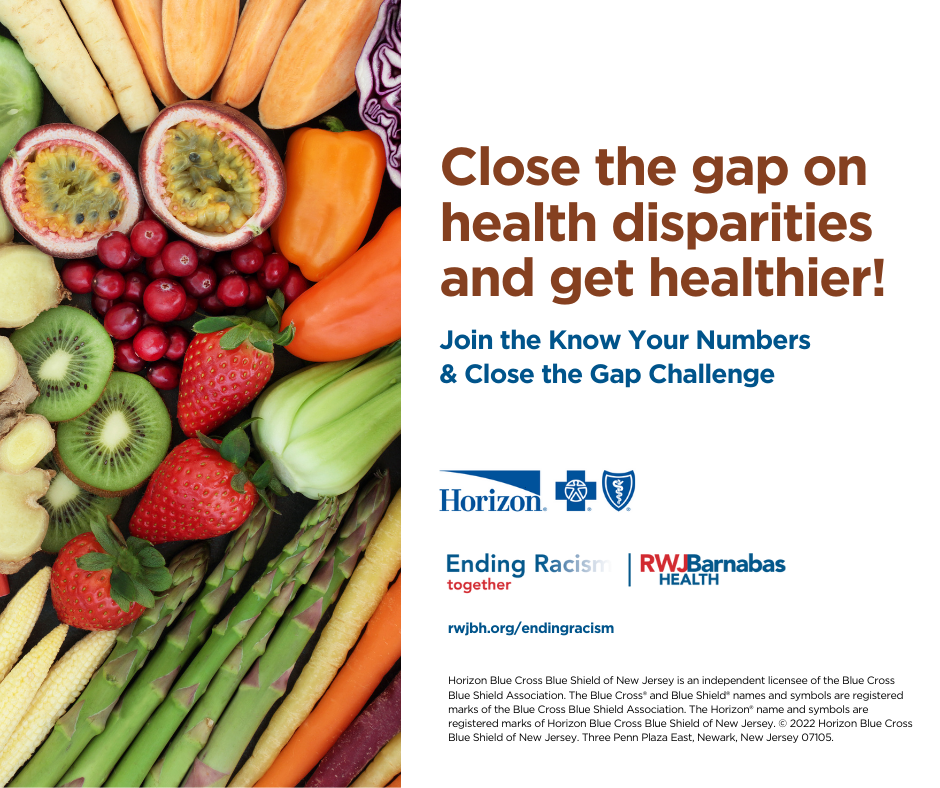 Close the gap on
health disparities
and get healthier!
Join the Know Your Numbers
& Close the Gap Challenge
Horizon®
Ending Racism
together
RWJBarnabas
HEALTH
rwjbh.org/endingracism
Horizon Blue Cross Blue Shield of New Jersey is an independent licensee of the Blue Cross
Blue Shield Association. The Blue Cross® and Blue Shield® names and symbols are registered
marks of the Blue Cross Blue Shield Association. The Horizon® name and symbols are
registered marks of Horizon Blue Cross Blue Shield of New Jersey. © 2022 Horizon Blue Cross
Blue Shield of New Jersey. Three Penn Plaza East, Newark, New Jersey 07105.